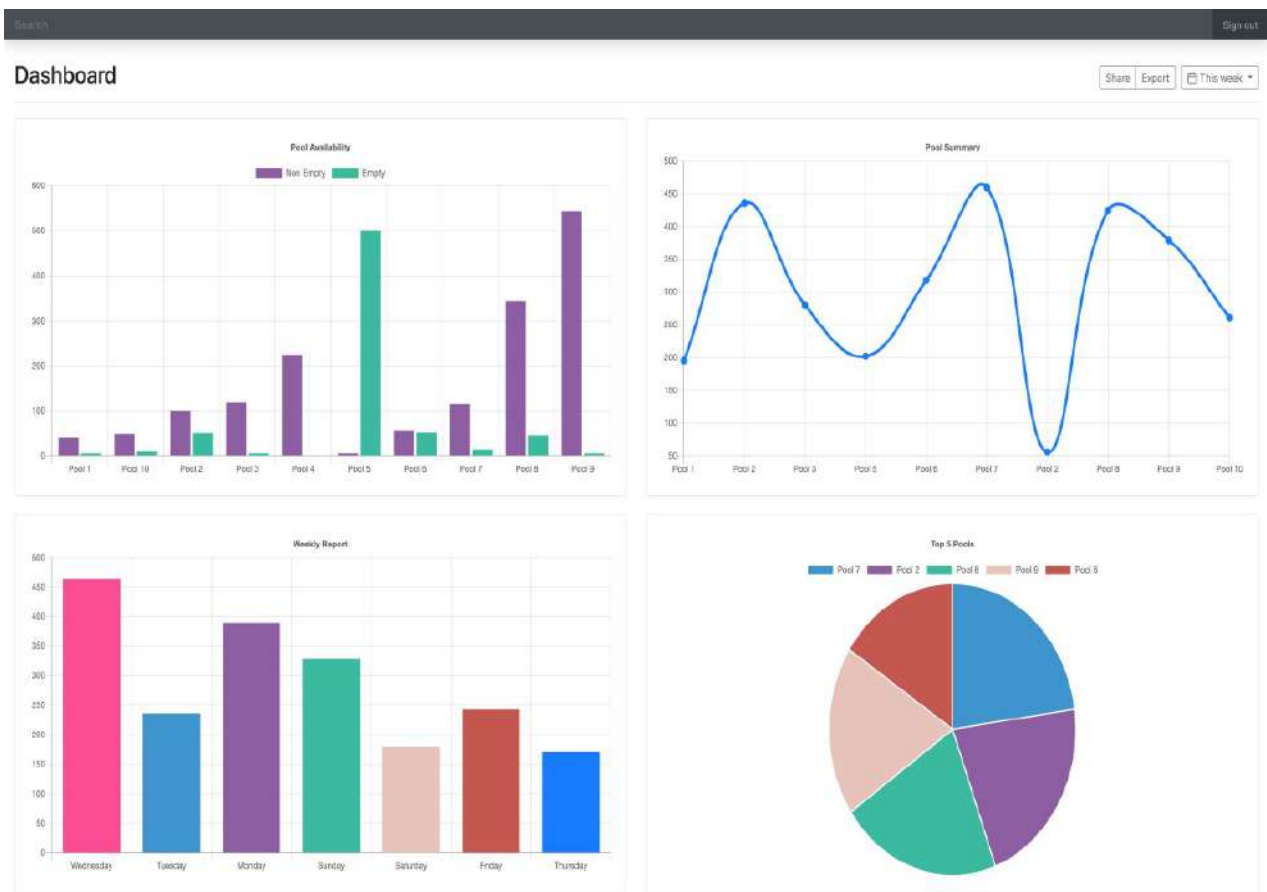 Search
Sign out
Dashboard
Share
Export
This week
Pool Availability
Non Empty
Empty
600
500
400
300
200
100
0
Pool 1
Pool 10
Pool 2
Pool 3
Pool 4
Pool 5
Pool 6
Pool 7
Pool 8
Pool 9
Pool Summary
500
450
400
350
300
250
200
150
100
50
Pool 1
Pool 2
Pool 3
Pool 5
Pool 6
Pool 7
Pool 2
Pool 8
Pool 9
Pool 10
Weekly Report
500
450
400
350
300
250
200
150
100
50
0
Wednesday
Tuesday
Monday
Sunday
Saturday
Friday
Thursday
Top 5 Pools
Pool 7
Pool 2
Pool 8
Pool 9
Pool